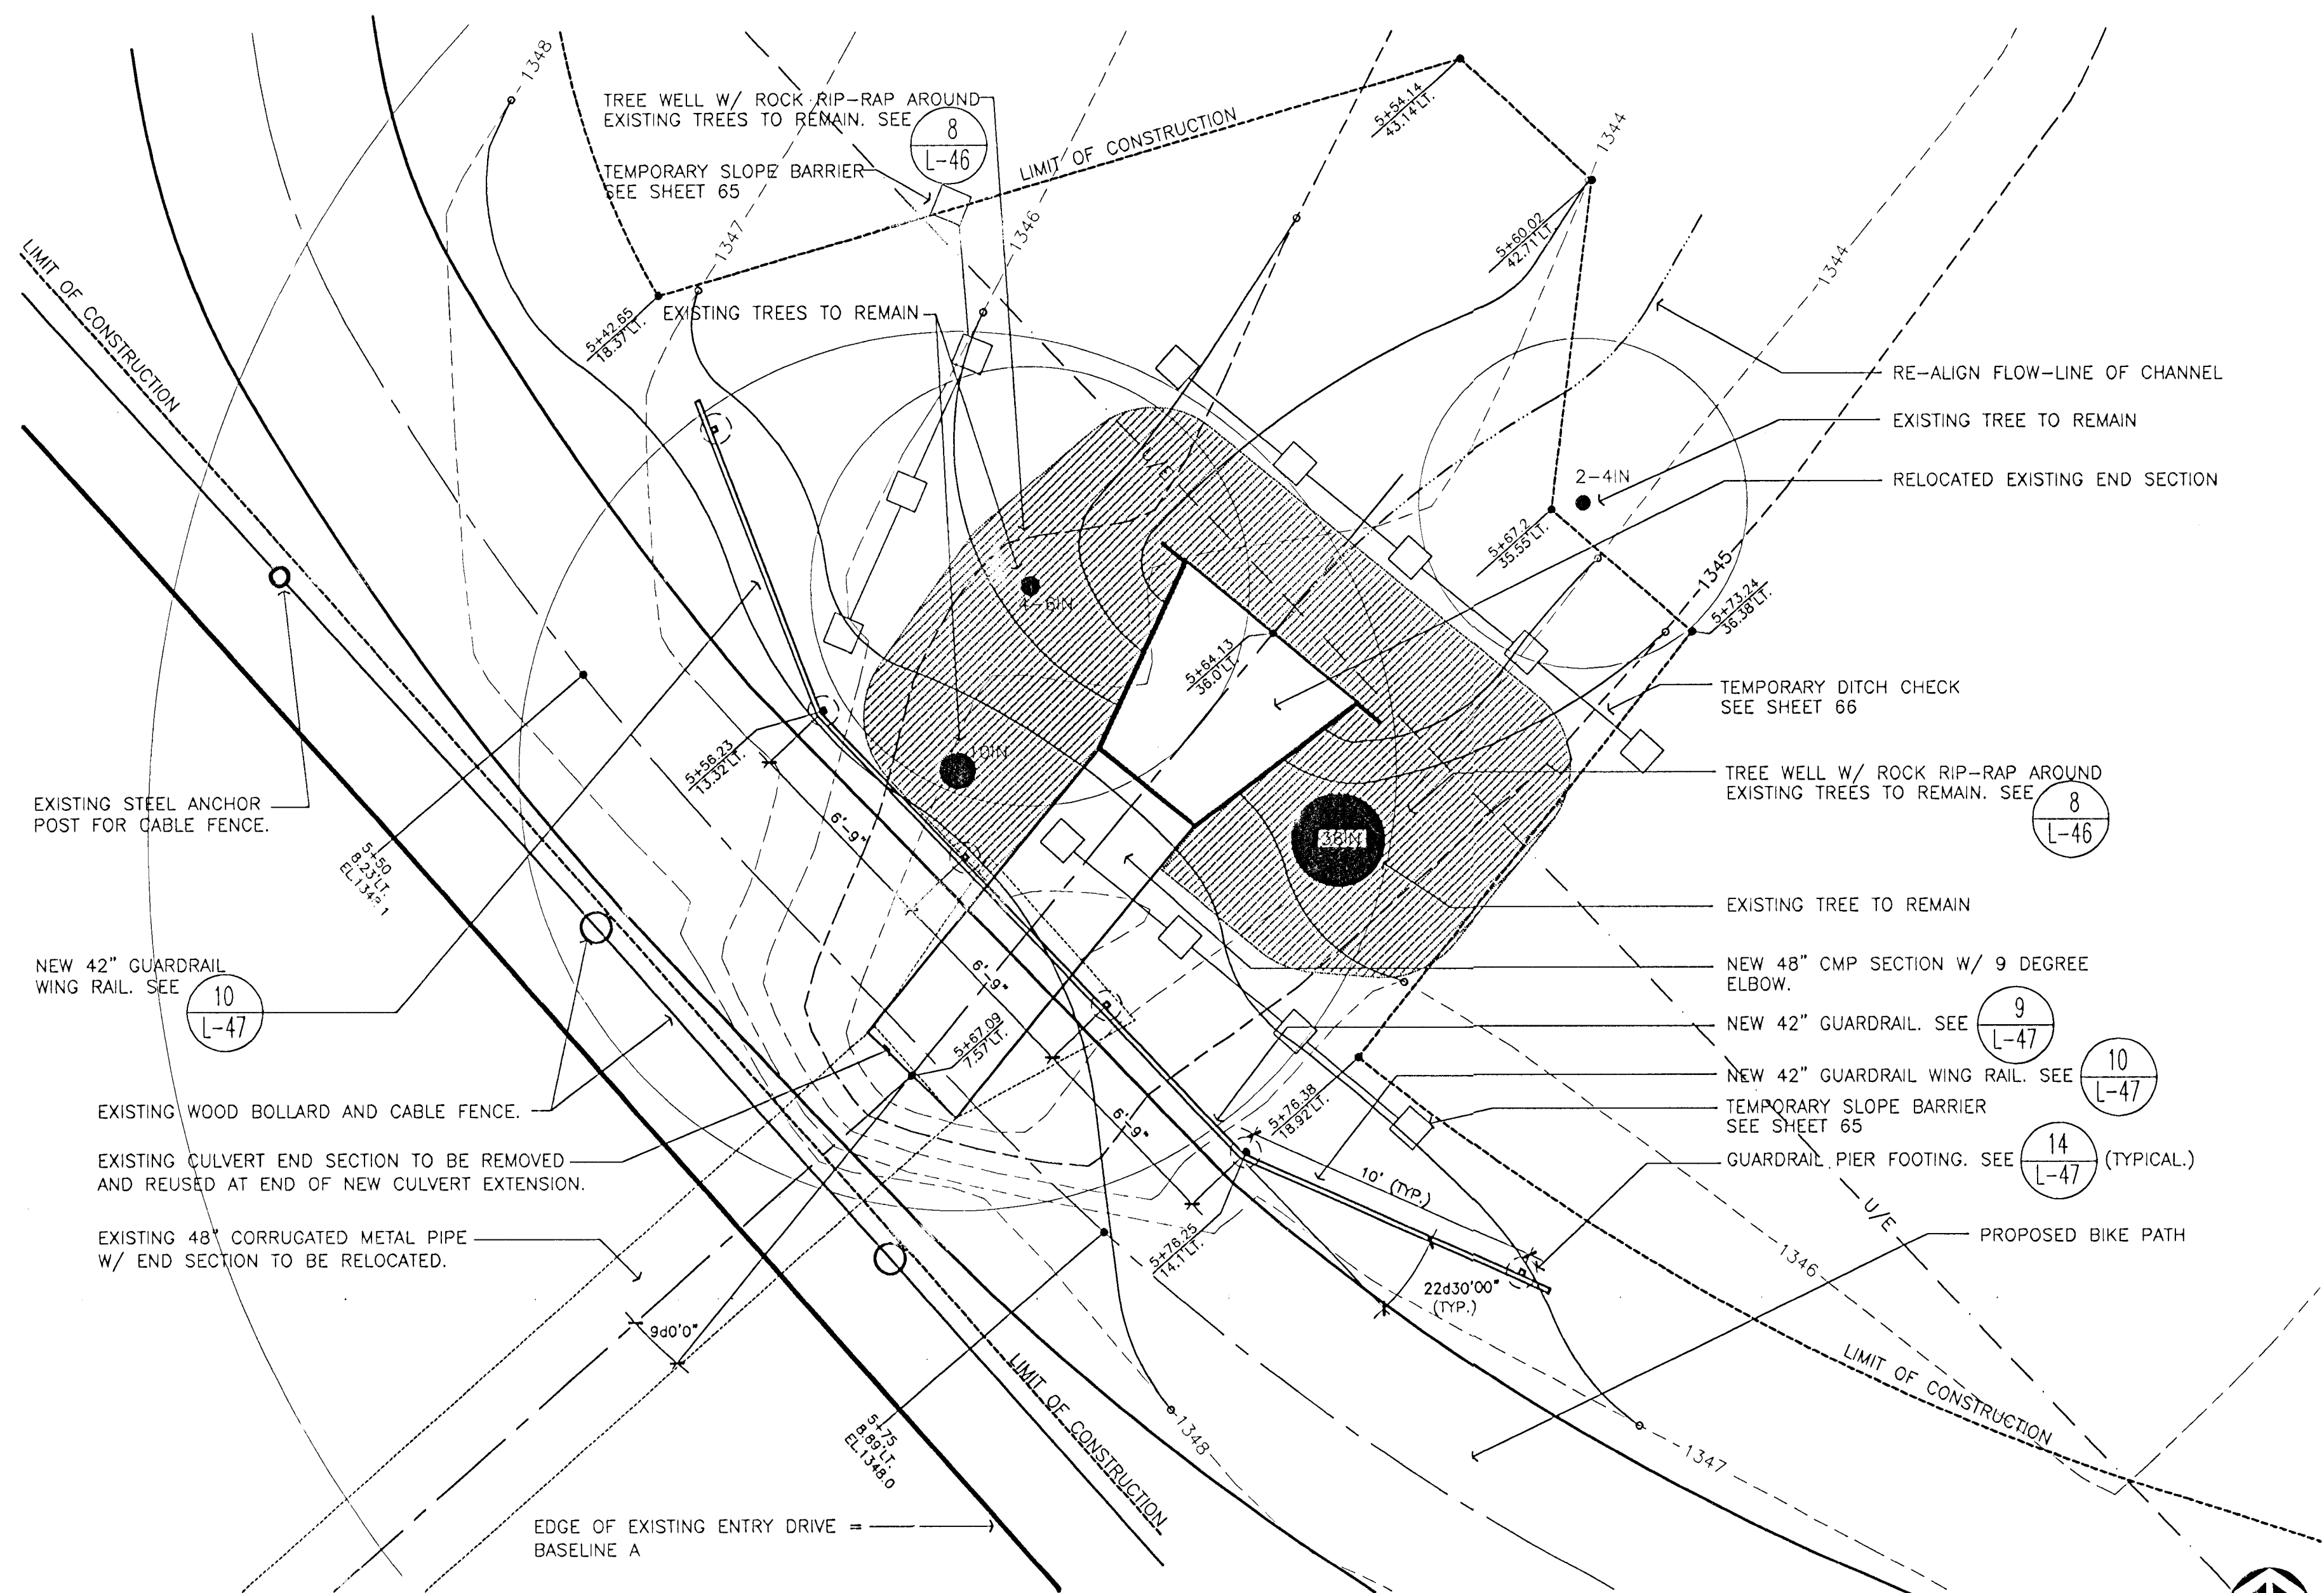 1348
TREE WELL W/ ROCK RIP-RAP AROUND
EXISTING TREES TO REMAIN. SEE
8
L-46
TEMPORARY SLOPE BARRIER
SEE SHEET 65
LIMIT OF CONSTRUCTION
5+54.14
43.14'LT.
1344
1347
1346
5+60.02
42.71'LT.
1344
LIMIT OF CONSTRUCTION
5+42.65
18.37'LT.
EXISTING TREES TO REMAIN
RE-ALIGN FLOW-LINE OF CHANNEL
EXISTING TREE TO REMAIN
2-4IN
RELOCATED EXISTING END SECTION
U/E
5+67.2
35.55'LT.
1345
5+73.24
36.38'LT.
4-6IN
5+64.13
36.0'LT.
TEMPORARY DITCH CHECK
SEE SHEET 66
10IN
5+56.23
13.32'LT.
TREE WELL W/ ROCK RIP-RAP AROUND
EXISTING TREES TO REMAIN. SEE
8
L-46
EXISTING STEEL ANCHOR
POST FOR CABLE FENCE.
6'-9"
38IN
5+50
8.23'LT.
EXISTING TREE TO REMAIN
NEW 42" GUARDRAIL
WING RAIL. SEE
10
L-47
6'-9"
NEW 48" CMP SECTION W/ 9 DEGREE
ELBOW.
NEW 42" GUARDRAIL. SEE
9
L-47
5+67.09
7.57'LT.
NEW 42" GUARDRAIL WING RAIL. SEE
10
L-47
EXISTING WOOD BOLLARD AND CABLE FENCE.
6'-9"
5+76.38
18.92'LT.
TEMPORARY SLOPE BARRIER
SEE SHEET 65
EXISTING CULVERT END SECTION TO BE REMOVED
AND REUSED AT END OF NEW CULVERT EXTENSION.
10' (TYP.)
GUARDRAIL PIER FOOTING. SEE
14
L-47
(TYPICAL.)
U/E
EXISTING 48" CORRUGATED METAL PIPE
W/ END SECTION TO BE RELOCATED.
5+78.25
14.1'LT.
PROPOSED BIKE PATH
1346
22d30'00"
(TYP.)
9d0'0"
LIMIT OF CONSTRUCTION
LIMIT OF CONSTRUCTION
5+75
8.89'LT.
EL.1348.0
1348
1347
EDGE OF EXISTING ENTRY DRIVE =
BASELINE A